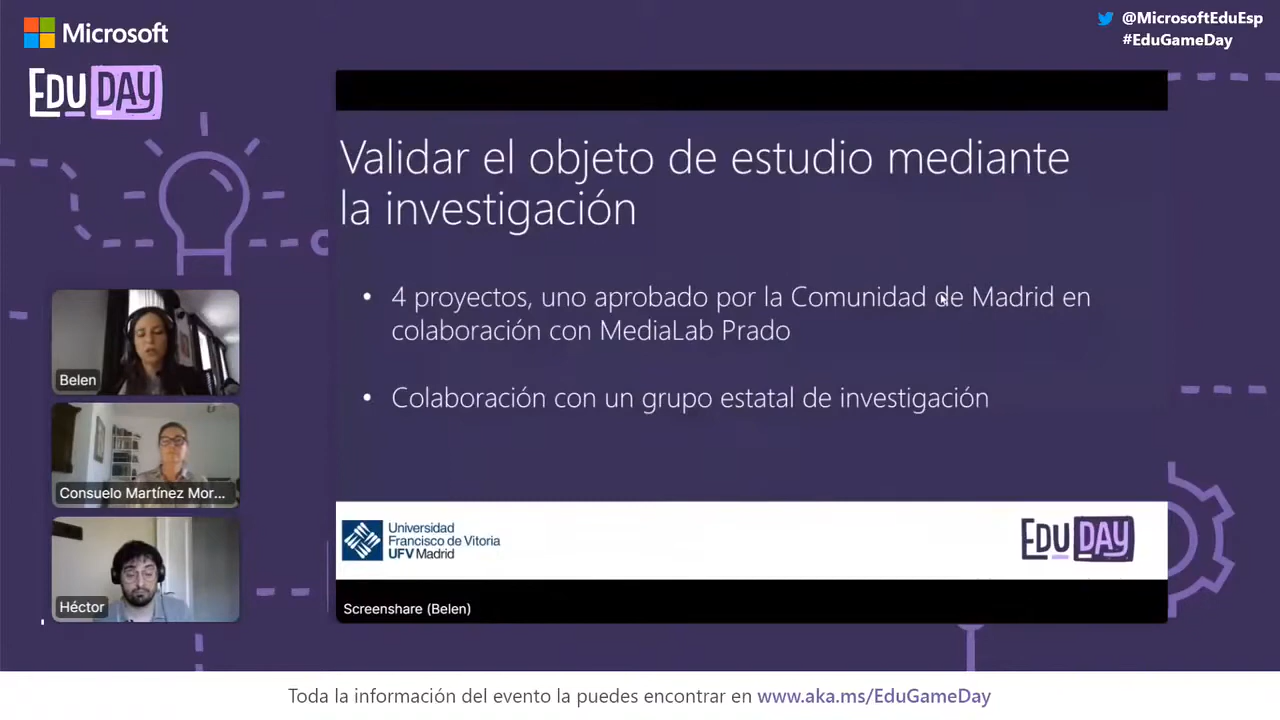 Microsoft
EDU DAY
@MicrosoftEduEsp
#EduGameDay
Validar el objeto de estudio mediante
la investigación
• 4 proyectos, uno aprobado por la Comunidad de Madrid en
colaboración con MediaLab Prado
• Colaboración con un grupo estatal de investigación
Belen
Consuelo Martínez Mor...
Héctor
Universidad
Francisco de Vitoria
UFV Madrid
EDU DAY
Screenshare (Belen)
Toda la información del evento la puedes encontrar en www.aka.ms/EduGameDay